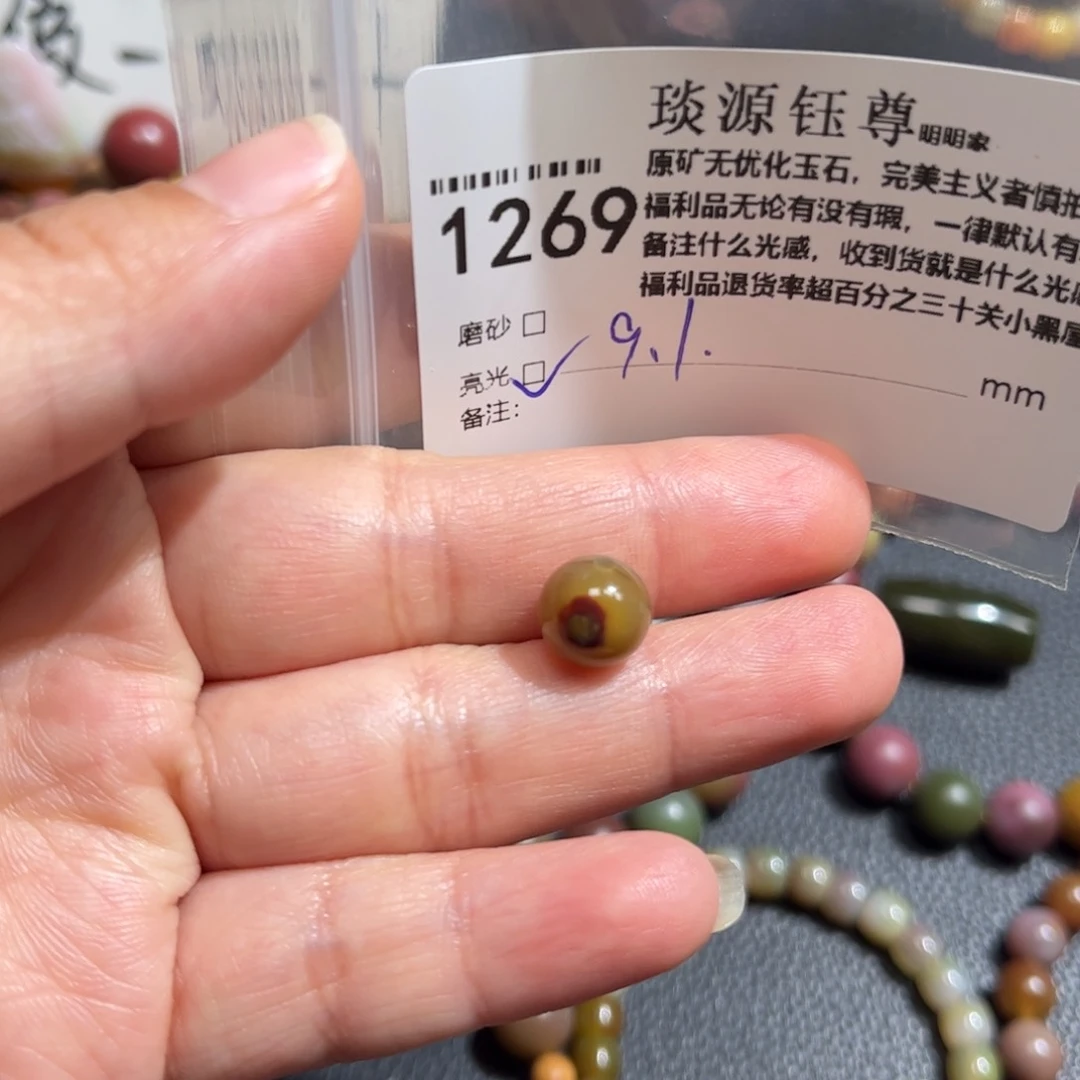 琰源钰尊明明家
原矿无优化玉石，完美主义者慎拍
福利品无论有没有瑕，一律默认有
备注什么光感，收到货就是什么光感
福利品退货率超百分之三十关小黑屋
1269
磨砂 □
亮光 □ 9.1. mm
备注：